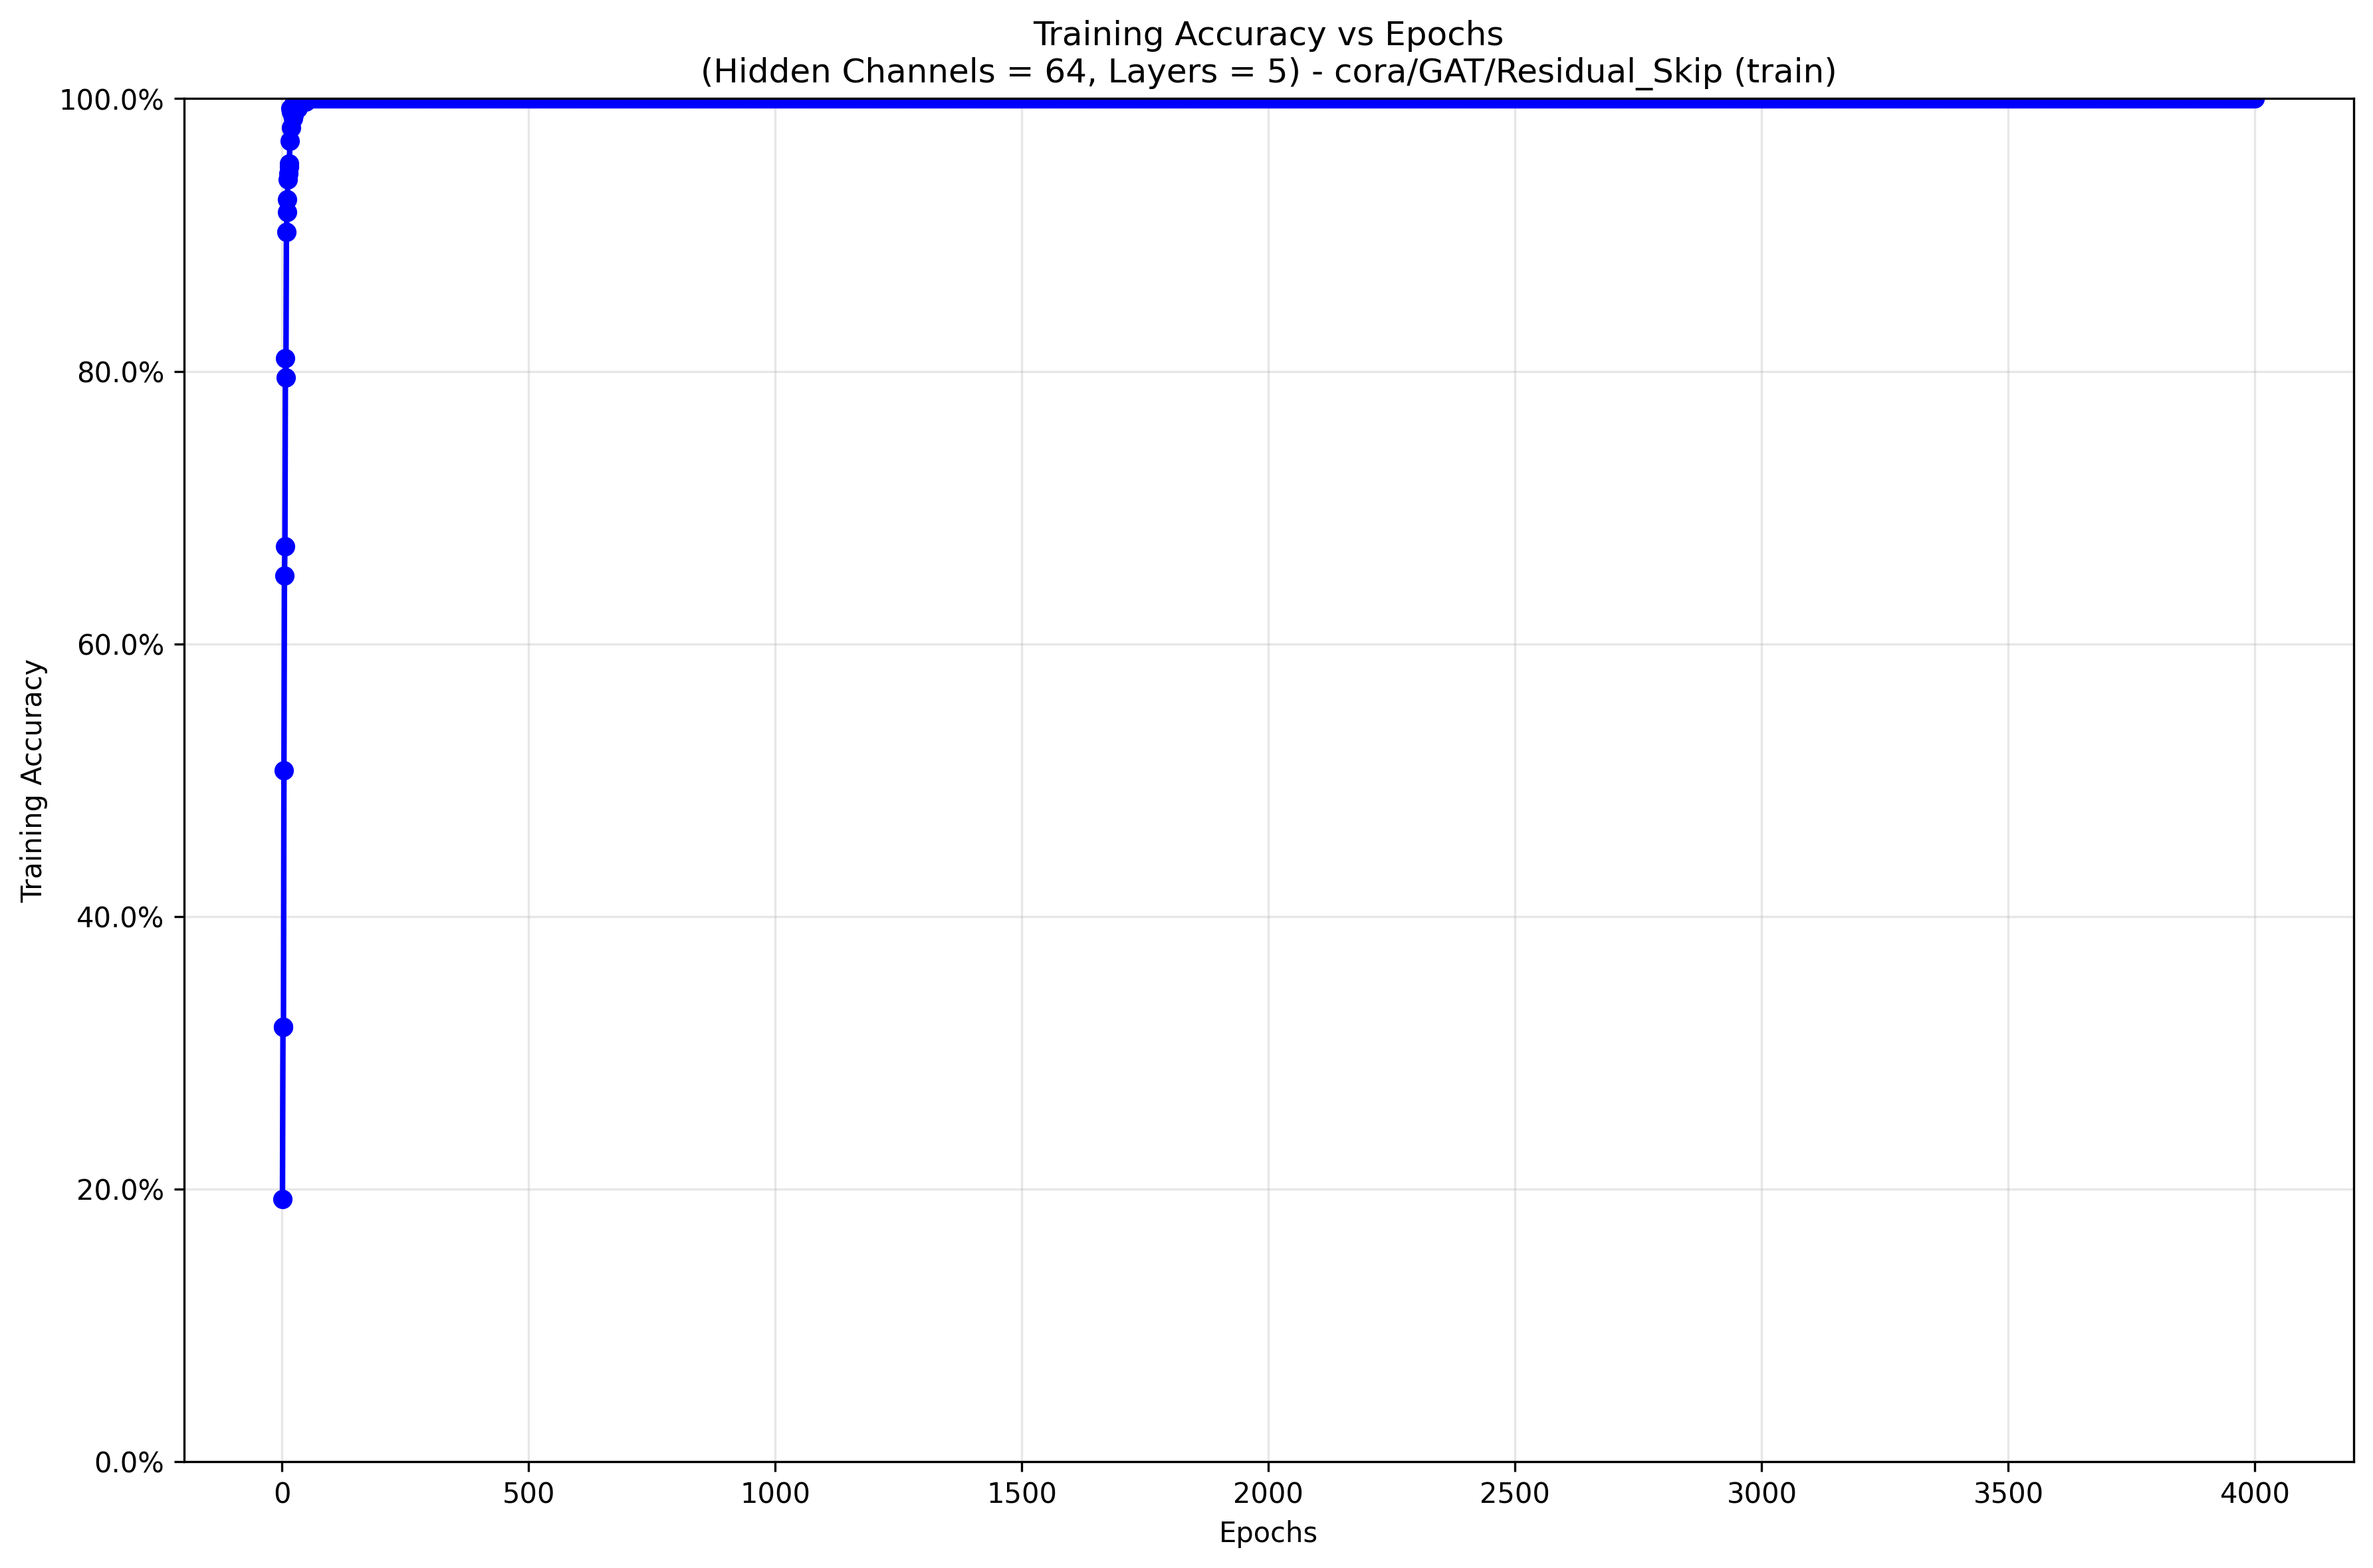 Training Accuracy vs Epochs
(Hidden Channels = 64, Layers = 5) - cora/GAT/Residual_Skip (train)
Training Accuracy
100.0%
80.0%
60.0%
40.0%
20.0%
0.0%
0 500 1000 1500 2000 2500 3000 3500 4000
Epochs